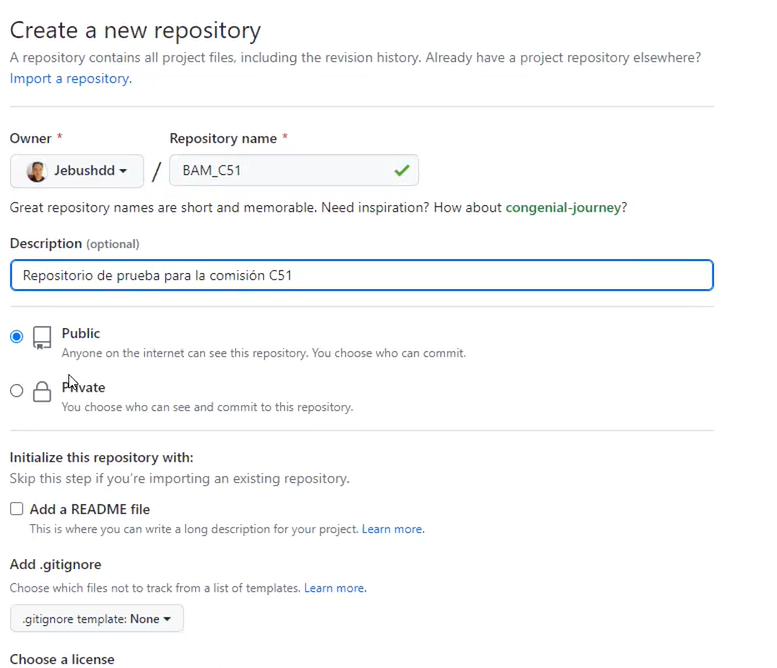 Create a new repository
A repository contains all project files, including the revision history. Already have a project repository elsewhere?
Import a repository.
Owner *
Repository name *
Jebushdd / BAM_C51
Great repository names are short and memorable. Need inspiration? How about congenial-journey?
Description (optional)
Repositorio de prueba para la comisión C51
Public
Anyone on the internet can see this repository. You choose who can commit.
Private
You choose who can see and commit to this repository.
Initialize this repository with:
Skip this step if you're importing an existing repository.
Add a README file
This is where you can write a long description for your project. Learn more.
Add .gitignore
Choose which files not to track from a list of templates. Learn more.
.gitignore template: None
Choose a license